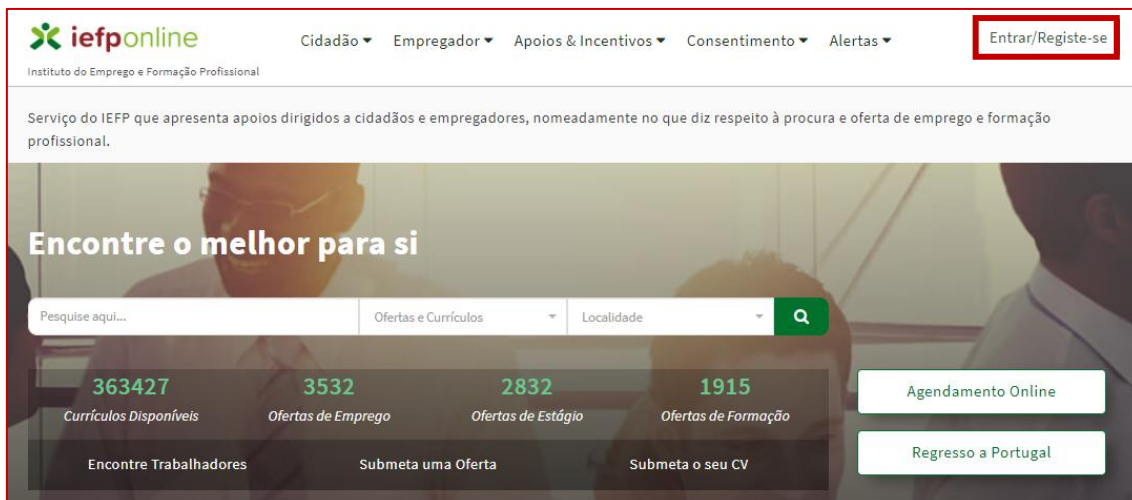 iefponline
Cidadão Empregador Apoios & Incentivos Consentimento Alertas Entrar/Registe-se
Instituto do Emprego e Formação Profissional
Serviço do IEFP que apresenta apoios dirigidos a cidadãos e empregadores, nomeadamente no que diz respeito à procura e oferta de emprego e formação
profissional.
Encontre o melhor para si
Pesquise aqui... Ofertas e Currículos Localidade
363427 3532 2832 1915
Currículos Disponíveis Ofertas de Emprego Ofertas de Estágio Ofertas de Formação
Agendamento Online
Encontre Trabalhadores Submeta uma Oferta Submeta o seu CV
Regresso a Portugal